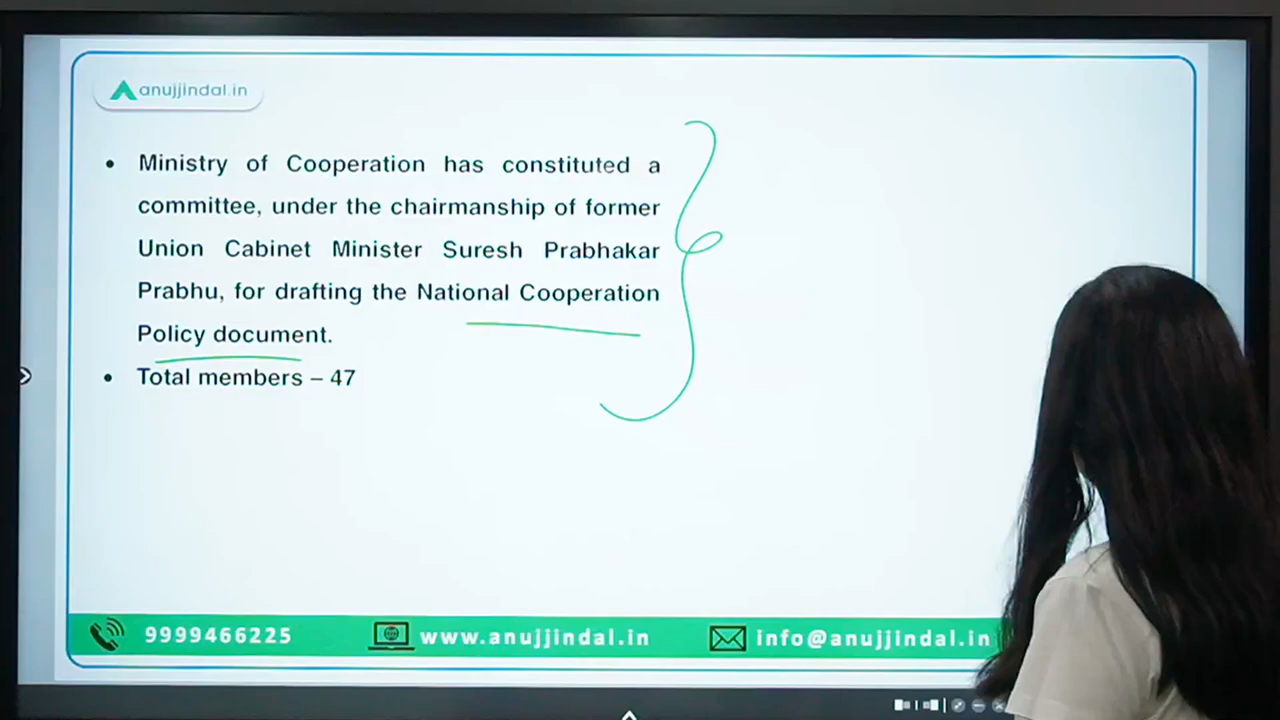 anujjindal.in
• Ministry of Cooperation has constituted a
committee, under the chairmanship of former
Union Cabinet Minister Suresh Prabhakar
Prabhu, for drafting the National Cooperation
Policy document.
• Total members – 47
9999466225 www.anujjindal.in info@anujjindal.in